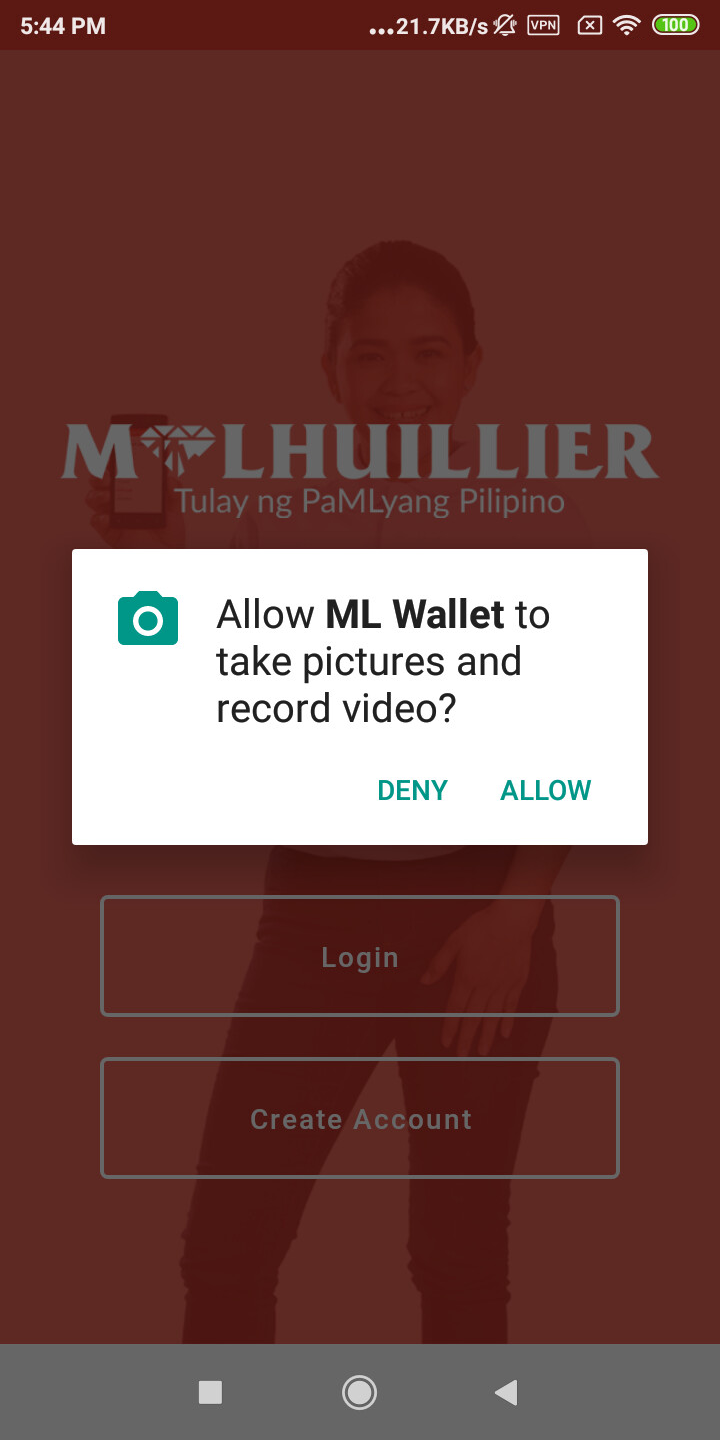 5:44 PM
...21.7KB/s VPN 100
M LHUILLIER
Tulay ng PaMLyang Pilipino
Allow ML Wallet to
take pictures and
record video?
DENY ALLOW
Login
Create Account